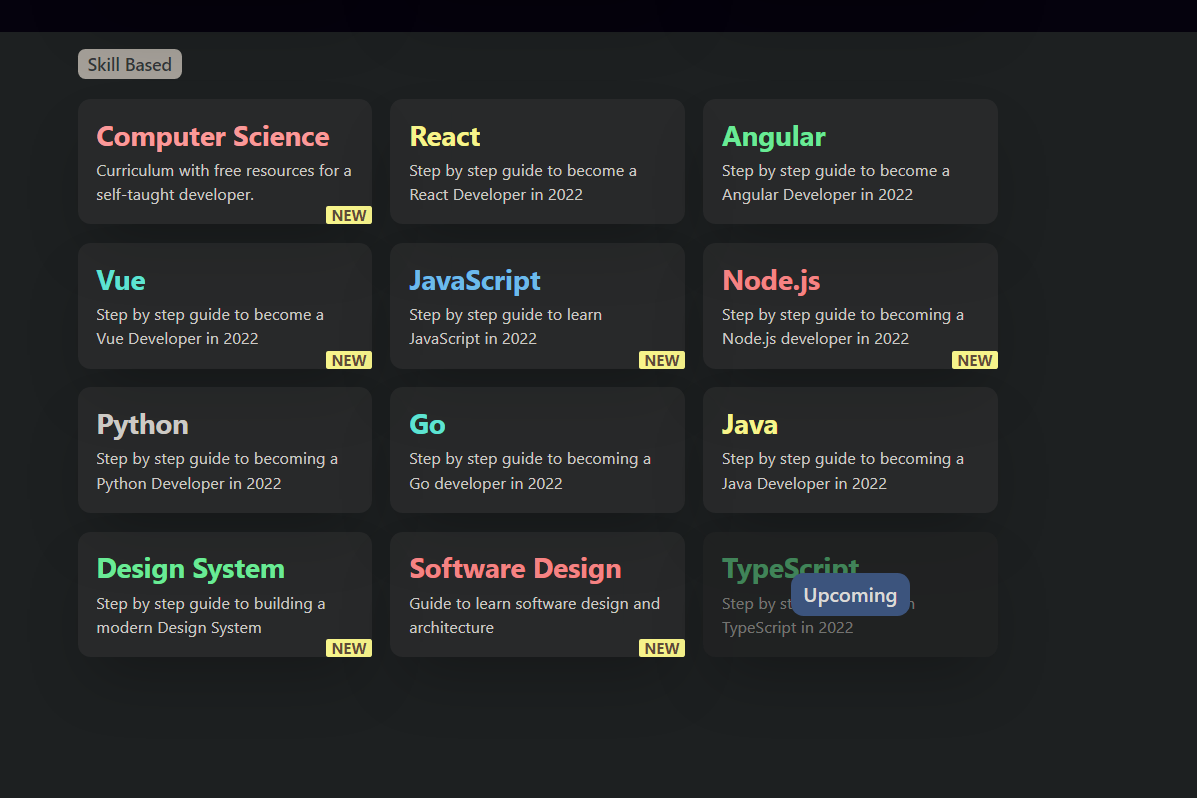 Skill Based
Computer Science
Curriculum with free resources for a
self-taught developer.
NEW
React
Step by step guide to become a
React Developer in 2022
Angular
Step by step guide to become a
Angular Developer in 2022
Vue
Step by step guide to become a
Vue Developer in 2022
NEW
JavaScript
Step by step guide to learn
JavaScript in 2022
NEW
Node.js
Step by step guide to becoming a
Node.js developer in 2022
NEW
Python
Step by step guide to becoming a
Python Developer in 2022
Go
Step by step guide to becoming a
Go developer in 2022
Java
Step by step guide to becoming a
Java Developer in 2022
Design System
Step by step guide to building a
modern Design System
NEW
Software Design
Guide to learn software design and
architecture
NEW
TypeScript
Upcoming
Step by
TypeScript in 2022